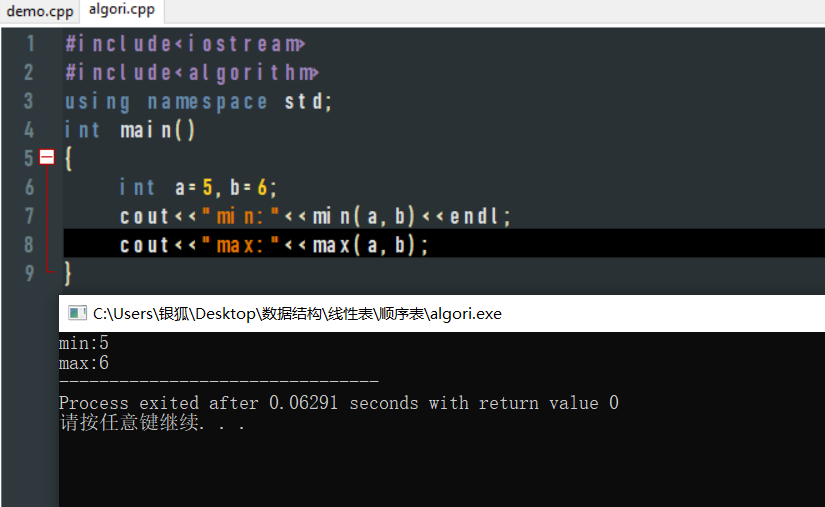 demo.cpp algori.cpp
1 #include<iostream>
2 #include<algorithm>
3 using namespace std;
4 int main()
5 {
6 int a=5,b=6;
7 cout<<"min:"<<min(a,b)<<endl;
8 cout<<"max:"<<max(a,b);
9 }
C:\Users\银狐\Desktop\数据结构\线性表\顺序表\algori.exe
min:5
max:6
--------------------------------
Process exited after 0.06291 seconds with return value 0
请按任意键继续. . .